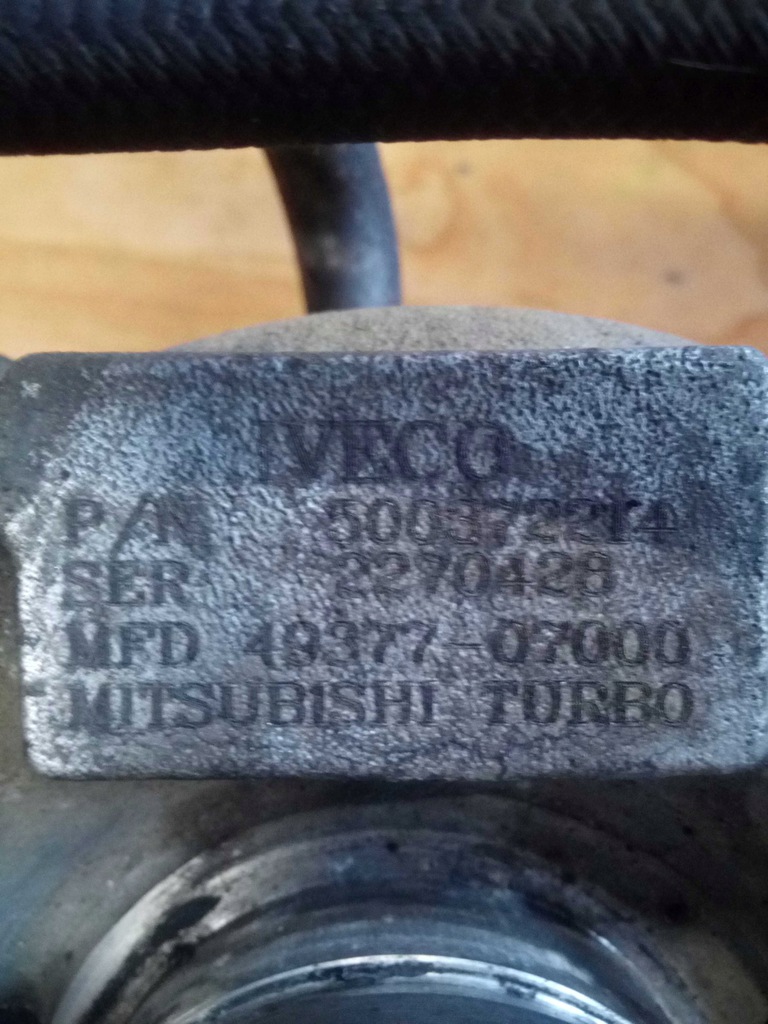 IVECO
P/N 500372214
SER 2270428
MFD 49377-07000
MITSUBISHI TURBO